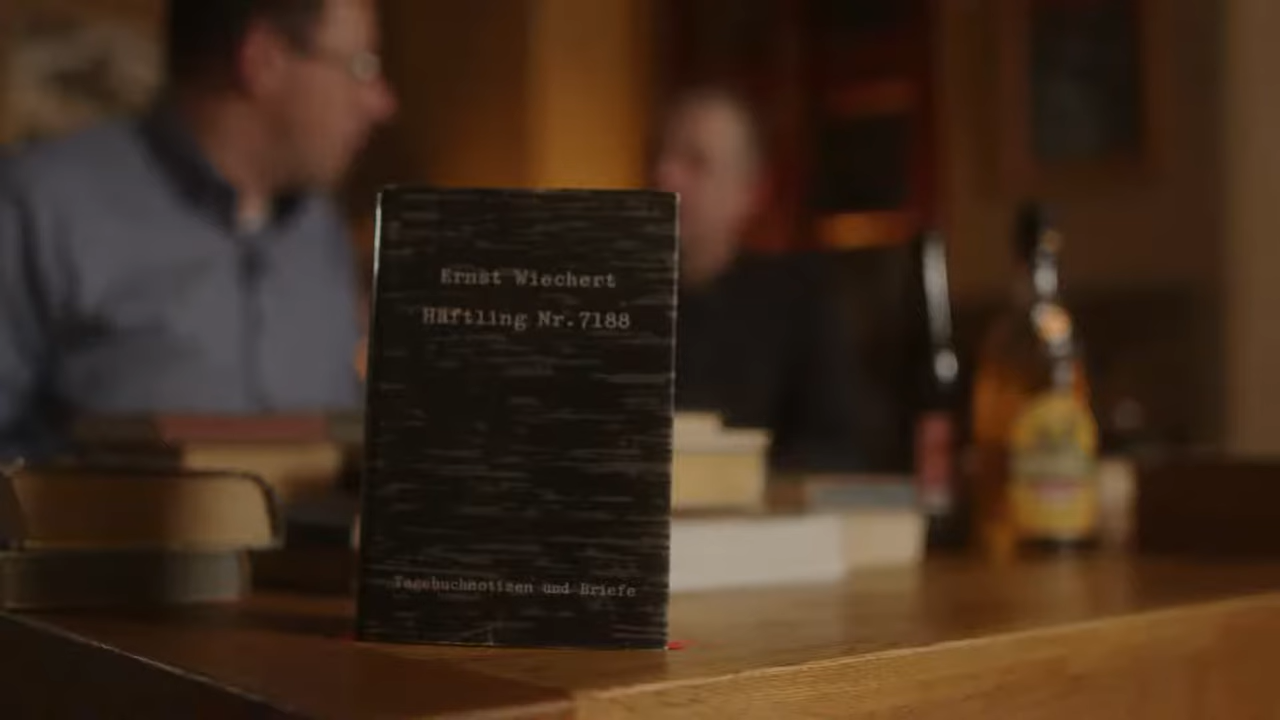 Ernst Wiechert
Häftling Nr. 7188
Tagebuchnotizen und Briefe